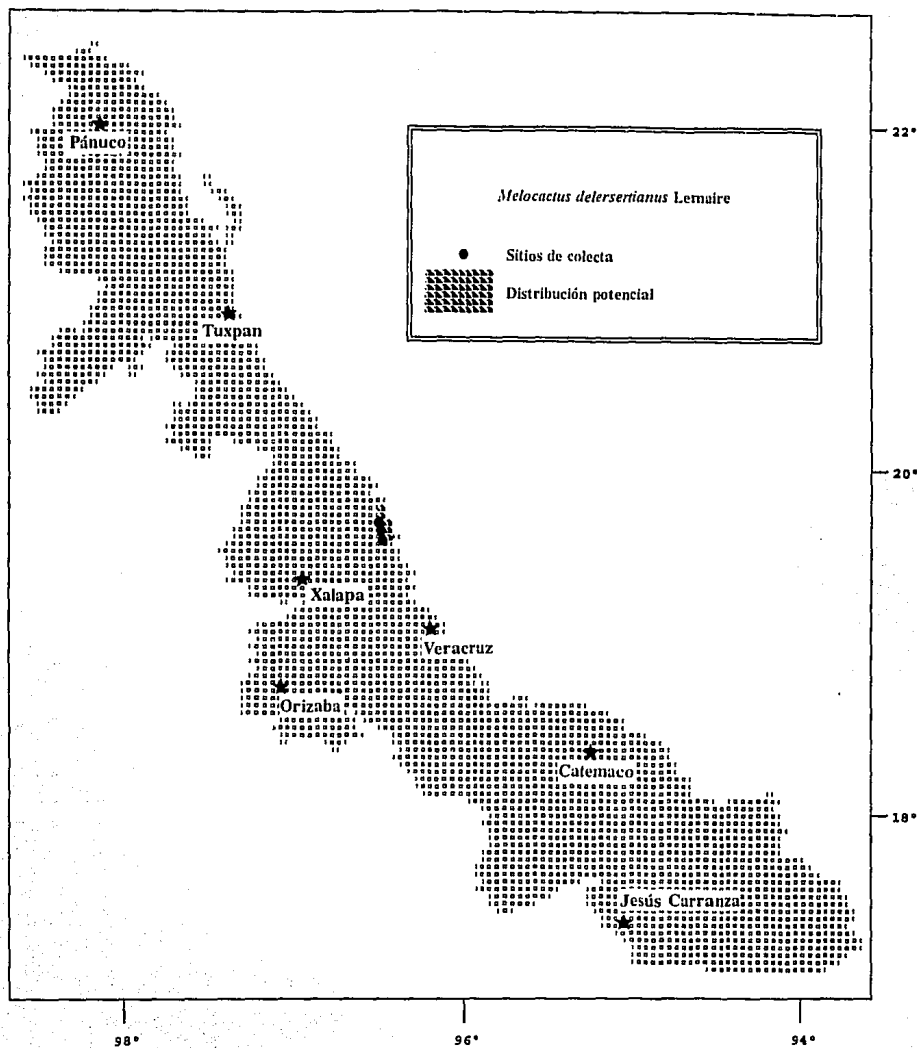 Pánuco
22°
Melocactus delersertianus Lemaire
Sitios de colecta
Distribución potencial
Tuxpan
20°
Xalapa
Veracruz
Orizaba
Catemaco
18°
Jesús Carranza
98°
96°
94°